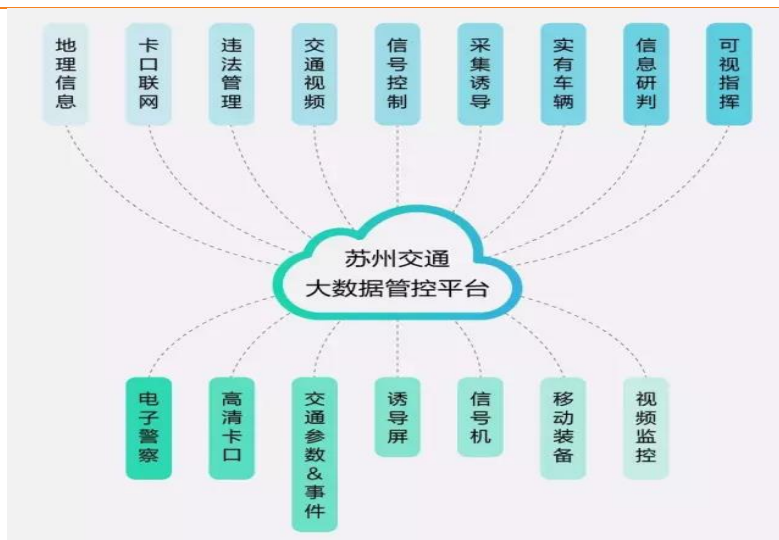 地理信息
卡口联网
违法管理
交通视频
信号控制
采集诱导
实有车辆
信息研判
可视指挥
苏州交通
大数据管控平台
电子警察
高清卡口
交通参数&事件
诱导屏
信号机
移动装备
视频监控